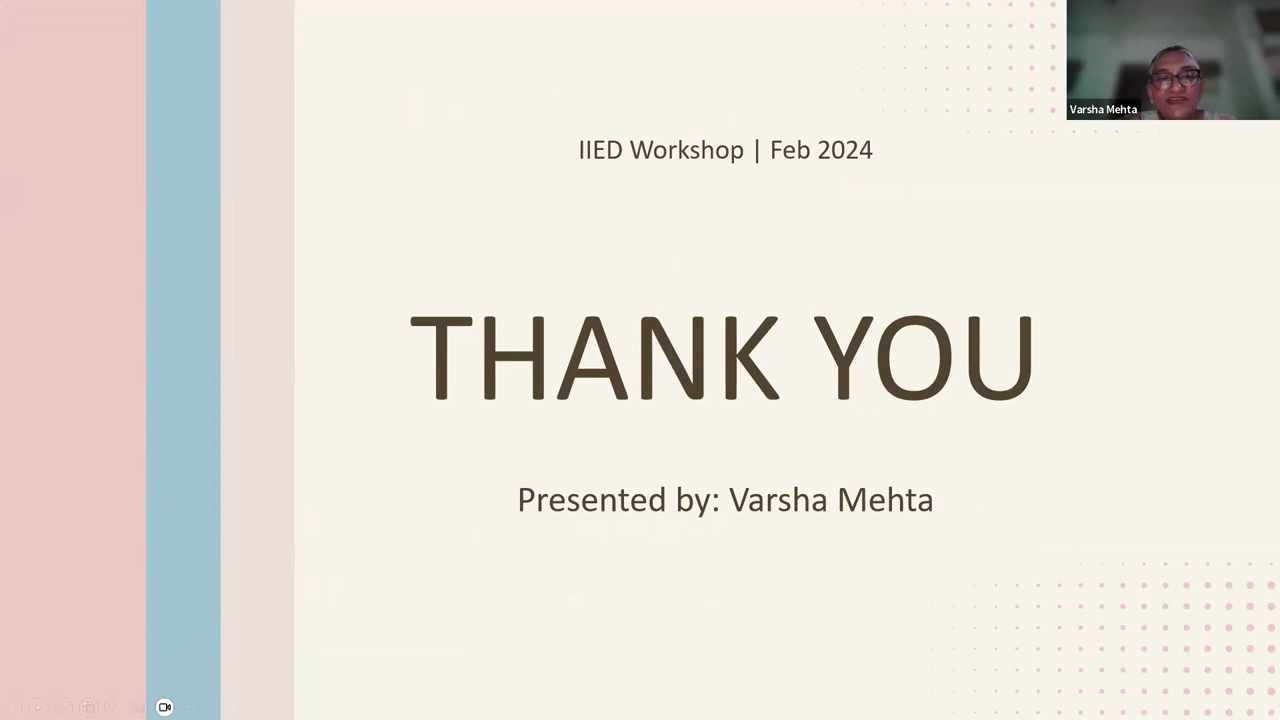 Varsha Mehta
IIED Workshop | Feb 2024
THANK YOU
Presented by: Varsha Mehta